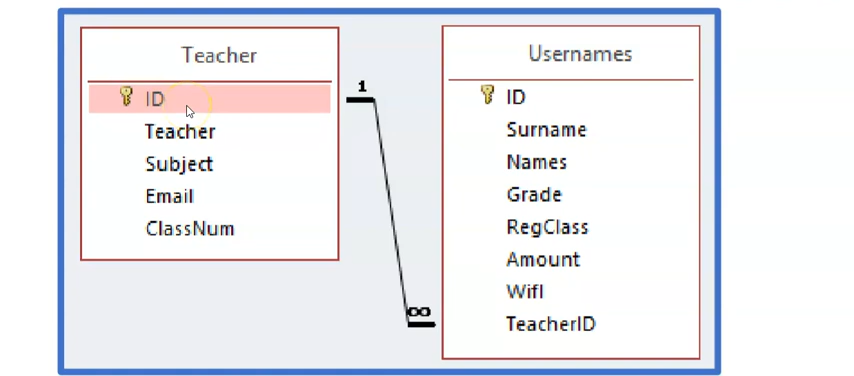 Teacher
ID
Teacher
Subject
Email
ClassNum
1
∞
Usernames
ID
Surname
Names
Grade
RegClass
Amount
WifI
TeacherID